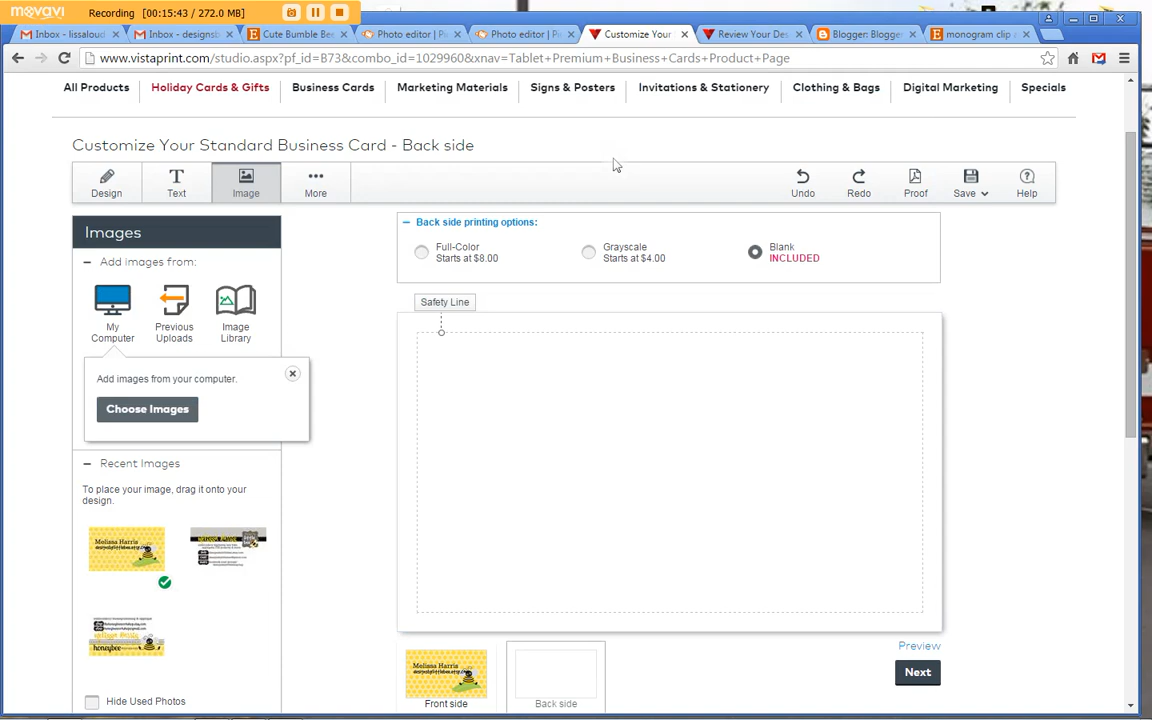 movavi Recording [ 00:15:43 / 272.0 MB ]
Inbox - lissaloud
Inbox - designsb
Cute Bumble Bee
Photo editor | Pi
Photo editor | Pi
Customize Your
Review Your Des
Blogger: Blogger
monogram clip a
www.vistaprint.com/studio.aspx?pf_id=B73&combo_id=1029960&xnav=Tablet+Premium+Business+Cards+Product+Page
All Products Holiday Cards & Gifts Business Cards Marketing Materials Signs & Posters Invitations & Stationery Clothing & Bags Digital Marketing Specials
Customize Your Standard Business Card - Back side
Design Text Image More Undo Redo Proof Save Help
Images
Back side printing options:
Full-Color
Starts at $8.00
Grayscale
Starts at $4.00
Blank
INCLUDED
Add images from:
My Computer
Previous Uploads
Image Library
Safety Line
Add images from your computer.
Choose Images
Recent Images
To place your image, drag it onto your
design.
Melissa Harris
honeybee
Hide Used Photos
Melissa Harris
Front side
Back side
Preview
Next